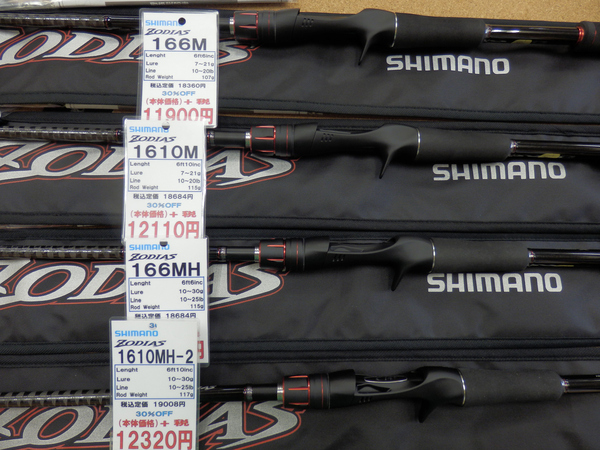 SHIMANO
ZODIAS
166M
Lenght 6ft6inc
Lure 7~21g
Line 10~20lb
Rod Weight 107g
税込定価 18360円
30%OFF
(本体価格)+税
11900円
SHIMANO
SHIMANO
ZODIAS
1610M
Lenght 6ft10inc
Lure 7~21g
Line 10~20lb
Rod Weight 115g
税込定価 18684円
30%OFF
(本体価格)+税
12110円
SHIMANO
ZODIAS
SHIMANO
ZODIAS
166MH
Lenght 6ft6inc
Lure 10~30g
Line 10~25lb
Rod Weight 115g
税込定価 18684円
円
SHIMANO
ZODIAS
SHIMANO
ZODIAS
1610MH-2
Lenght 6ft10inc
Lure 10~30g
Line 10~25lb
Rod Weight 117g
税込定価 19008円
30%OFF
(本体価格)+税
12320円
ZODIAS